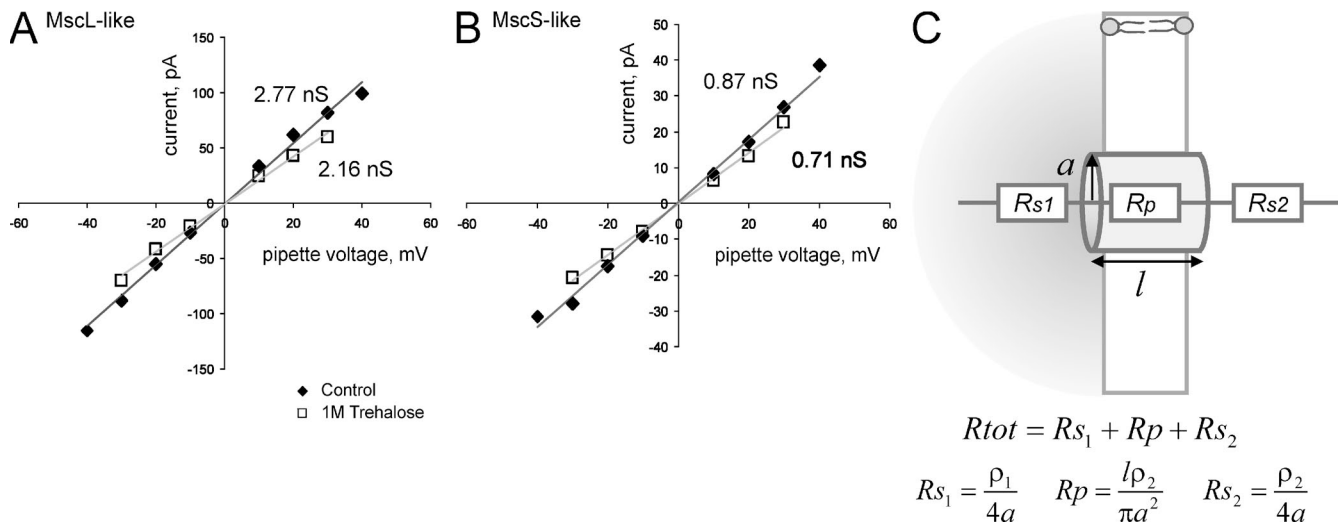 A MscL-like
current, pA
150
100
50
0
-50
-100
-150
-60 -40 -20 0 20 40 60
pipette voltage, mV
2.77 nS
2.16 nS
◆ Control
□ 1M Trehalose
B MscS-like
current, pA
50
40
30
20
10
0
-10
-20
-30
-40
-60 -40 -20 0 20 40 60
pipette voltage, mV
0.87 nS
0.71 nS
C
a
Rs1 Rp Rs2
l
Rtot = Rs₁ + Rp + Rs₂
Rs₁ = ρ₁/4a Rp = lρ₂/πa² Rs₂ = ρ₂/4a